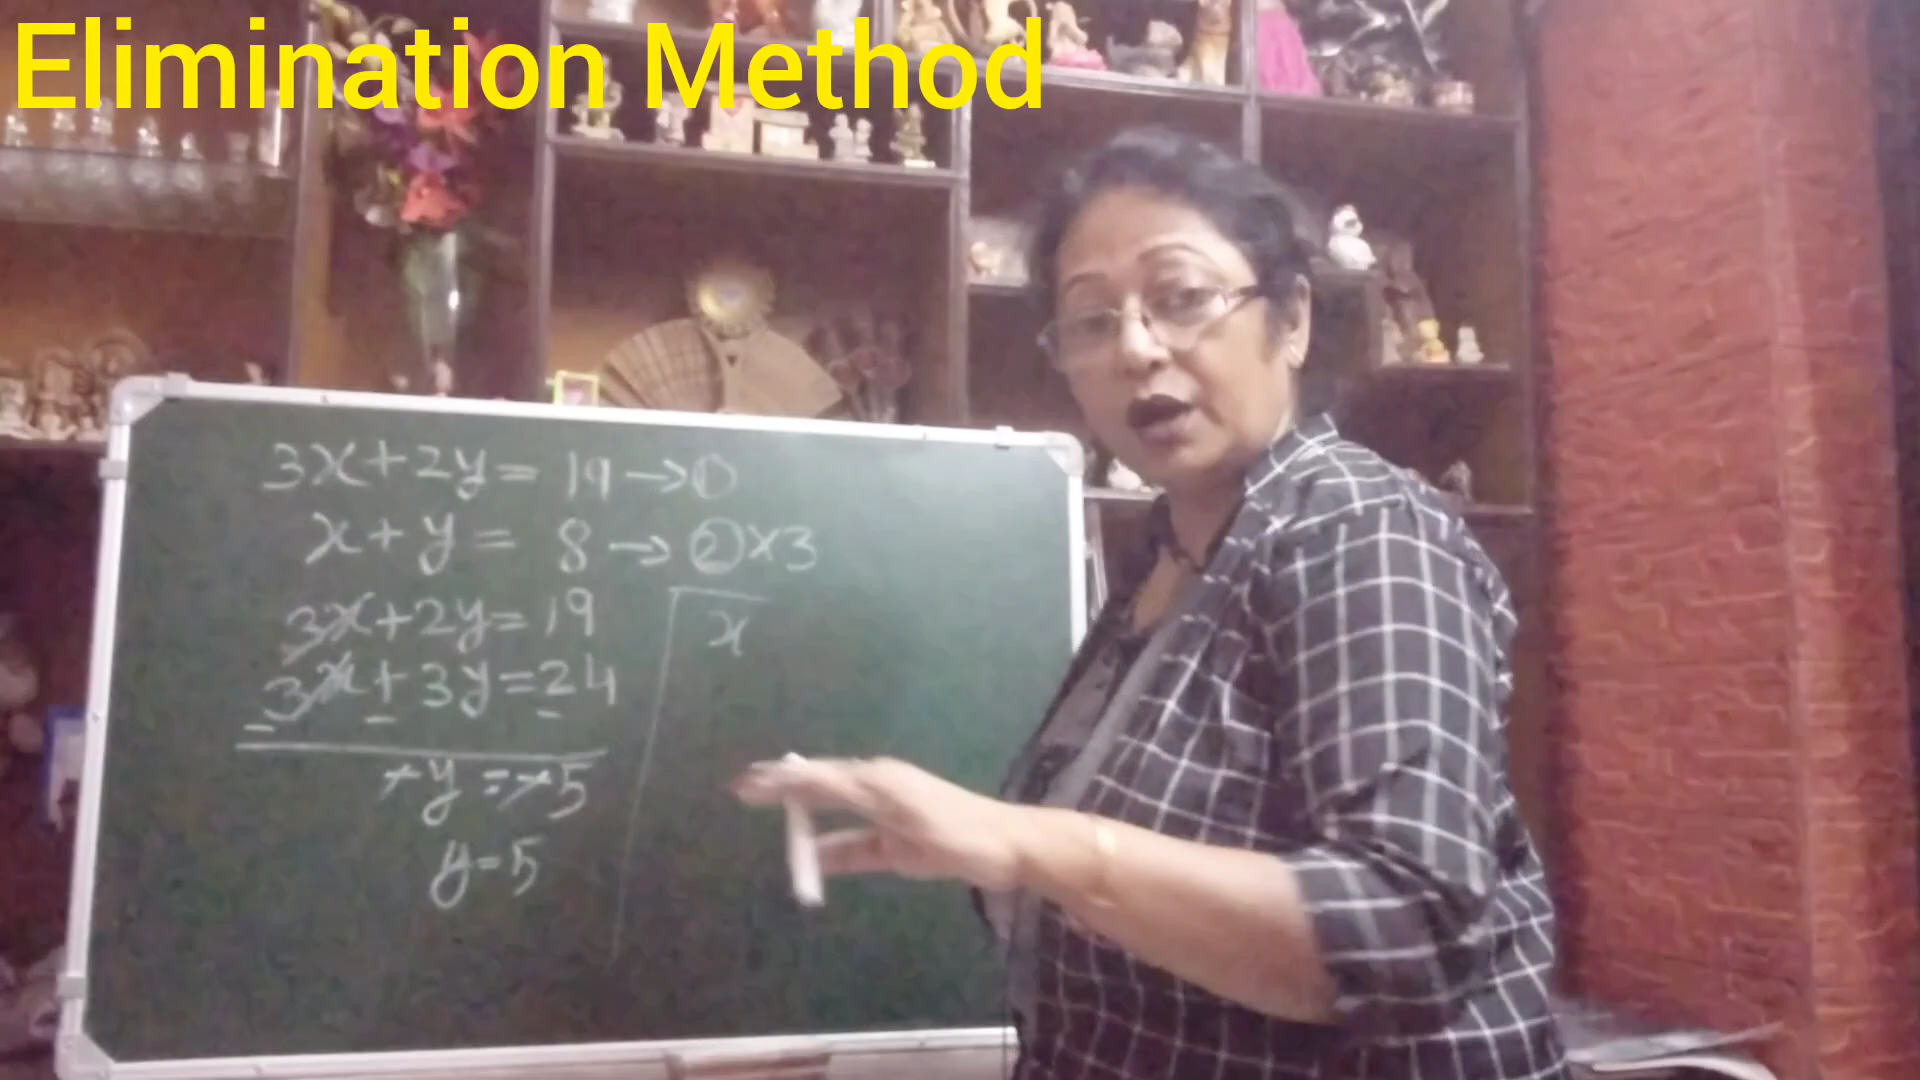 Elimination Method
3x+2y=19→①
x+y=8→②×3
3x+2y=19
3x+3y=24
- - -
-y=-5
y=5
x